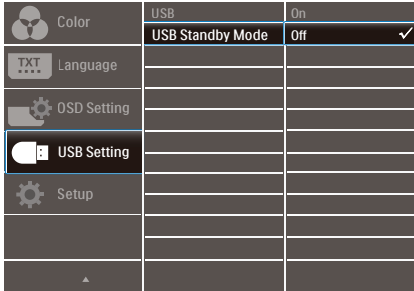 Color
TXT Language
OSD Setting
USB Setting
Setup
USB
USB Standby Mode
On
Off